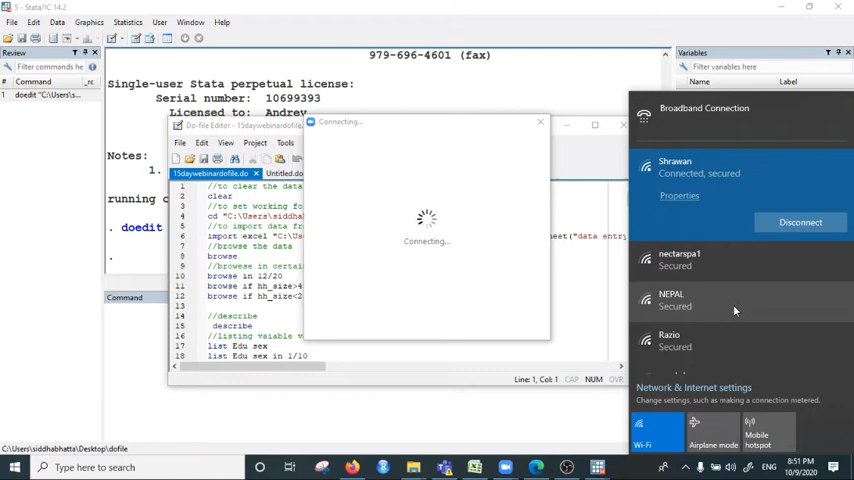 5 - Stata/IC 14.2
File Edit Data Graphics Statistics User Window Help
Review
Filter commands he
# Command _rc
1 doedit "C:\Users\s...
979-696-4601 (fax)
Single-user Stata perpetual license:
Serial number: 10699393
Licensed to: Andrey
Notes:
1.
running c
. doedit
.
Command
Variables
Filter variables here
Name Label
Do-file Editor - 15daywebinardofile.
File Edit View Project Tools
15daywebinardofile.do Untitled.do
1 //to clear the data
2 clear
3 //to set working fo
4 cd "C:\Users\siddha
5 //to import data fr
6 import excel "C:\Us heet("data entry
7 //browse the data
8 browse
9 //browese in certai
10 browse in 12/20
11 browse if hh_size>4
12 browse if hh_size<2
13
14 //describe
15 describe
16 //listing vaiable v
17 list Edu sex
18 list Edu sex in 1/10
Line: 1, Col: 1 CAP NUM OVR
Connecting...
Connecting...
Broadband Connection
Shrawan
Connected, secured
Properties
Disconnect
nectarspa1
Secured
NEPAL
Secured
Razio
Secured
Network & Internet settings
Change settings, such as making a connection metered.
Wi-Fi
Airplane mode
Mobile
hotspot
C:\Users\siddhabhatta\Desktop\dofile
Type here to search
ENG
8:51 PM
10/9/2020